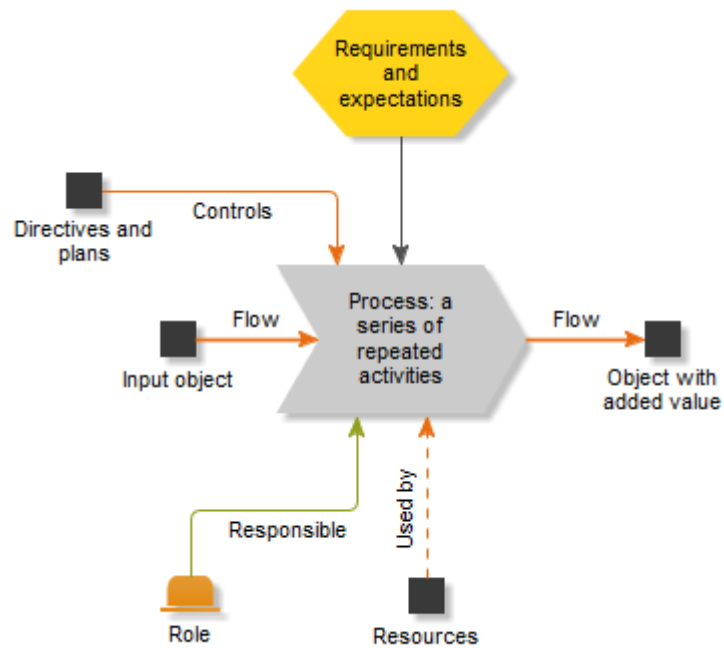 Requirements
and
expectations
Controls
Directives and
plans
Process: a
series of
repeated
activities
Flow
Flow
Input object
Object with
added value
Used by
Responsible
Role
Resources